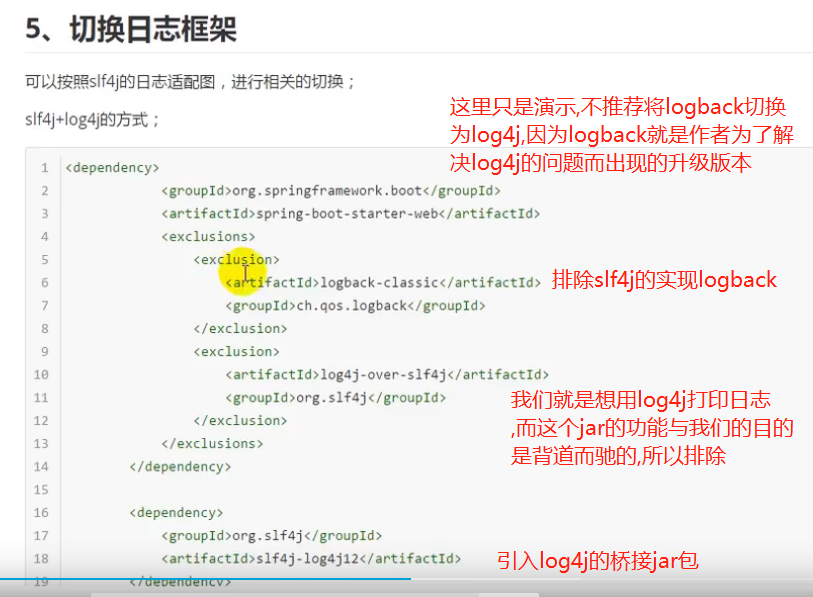 5、切换日志框架
可以按照slf4j的日志适配图，进行相关的切换；
slf4j+log4j的方式；
这里只是演示,不推荐将logback切换
为log4j,因为logback就是作者为了解
决log4j的问题而出现的升级版本
1 <dependency>
2 <groupId>org.springframework.boot</groupId>
3 <artifactId>spring-boot-starter-web</artifactId>
4 <exclusions>
5 <exclusion>
6 <artifactId>logback-classic</artifactId> 排除slf4j的实现logback
7 <groupId>ch.qos.logback</groupId>
8 </exclusion>
9 <exclusion>
10 <artifactId>log4j-over-slf4j</artifactId>
11 <groupId>org.slf4j</groupId>
12 </exclusion>
13 </exclusions>
14 </dependency>
我们就是想用log4j打印日志
,而这个jar的功能与我们的目的
是背道而驰的,所以排除
15
16 <dependency>
17 <groupId>org.slf4j</groupId>
18 <artifactId>slf4j-log4j12</artifactId> 引入log4j的桥接jar包
19 </dependency>